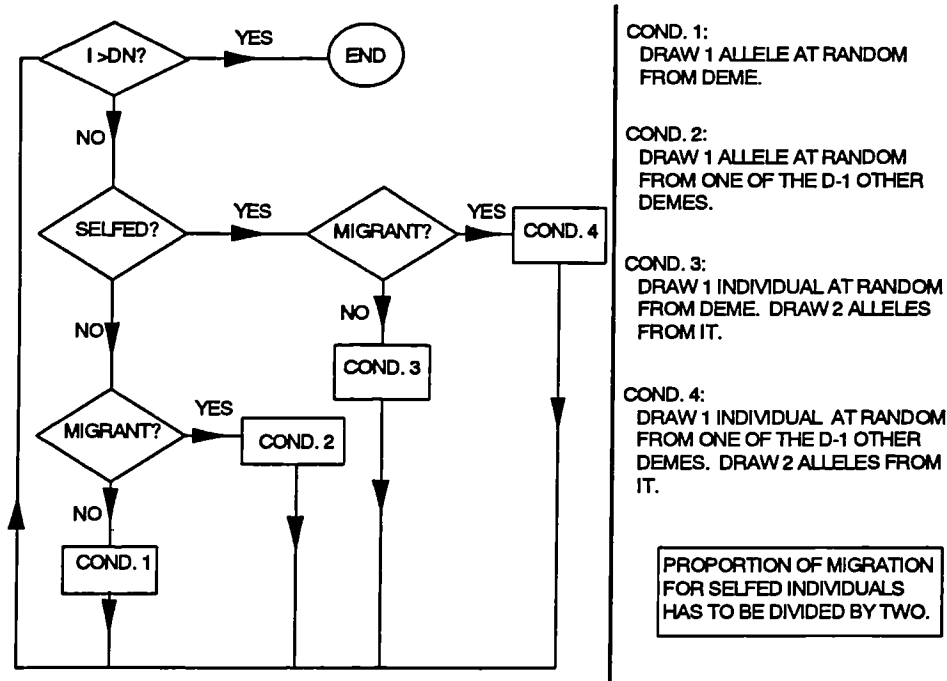 I >DN?
YES
END
NO
SELFED?
YES
MIGRANT?
YES
COND. 4
NO
NO
COND. 3
MIGRANT?
YES
COND. 2
NO
COND. 1
COND. 1:
DRAW 1 ALLELE AT RANDOM
FROM DEME.
COND. 2:
DRAW 1 ALLELE AT RANDOM
FROM ONE OF THE D-1 OTHER
DEMES.
COND. 3:
DRAW 1 INDIVIDUAL AT RANDOM
FROM DEME. DRAW 2 ALLELES
FROM IT.
COND. 4:
DRAW 1 INDIVIDUAL AT RANDOM
FROM ONE OF THE D-1 OTHER
DEMES. DRAW 2 ALLELES FROM
IT.
PROPORTION OF MIGRATION
FOR SELFED INDIVIDUALS
HAS TO BE DIVIDED BY TWO.